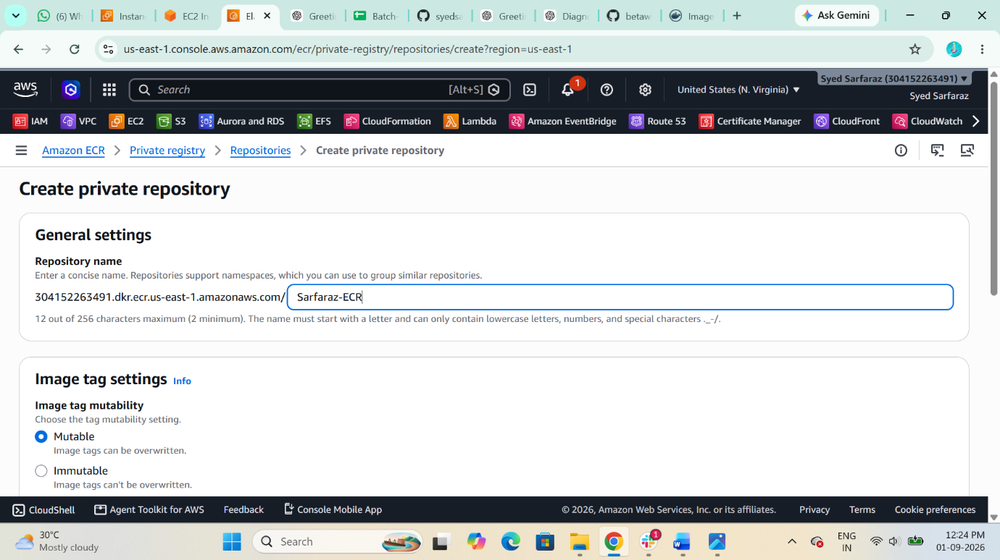 (6) Wh
Instan
EC2 In
El
Greetin
Batch-
syedsa
Greetin
Diagno
betaw
Image
Ask Gemini
us-east-1.console.aws.amazon.com/ecr/private-registry/repositories/create?region=us-east-1
aws
Search [Alt+S]
1
United States (N. Virginia)
Syed Sarfaraz (304152263491)
Syed Sarfaraz
IAM VPC EC2 S3 Aurora and RDS EFS CloudFormation Lambda Amazon EventBridge Route 53 Certificate Manager CloudFront CloudWatch
Amazon ECR > Private registry > Repositories > Create private repository
Create private repository
General settings
Repository name
Enter a concise name. Repositories support namespaces, which you can use to group similar repositories.
304152263491.dkr.ecr.us-east-1.amazonaws.com/ Sarfaraz-ECR
12 out of 256 characters maximum (2 minimum). The name must start with a letter and can only contain lowercase letters, numbers, and special characters ._-/.
Image tag settings Info
Image tag mutability
Choose the tag mutability setting.
Mutable
Image tags can be overwritten.
Immutable
Image tags can't be overwritten.
CloudShell Agent Toolkit for AWS Feedback Console Mobile App © 2026, Amazon Web Services, Inc. or its affiliates. Privacy Terms Cookie preferences
30°C
Mostly cloudy
Search
1
ENG
IN
12:24 PM
01-09-2026